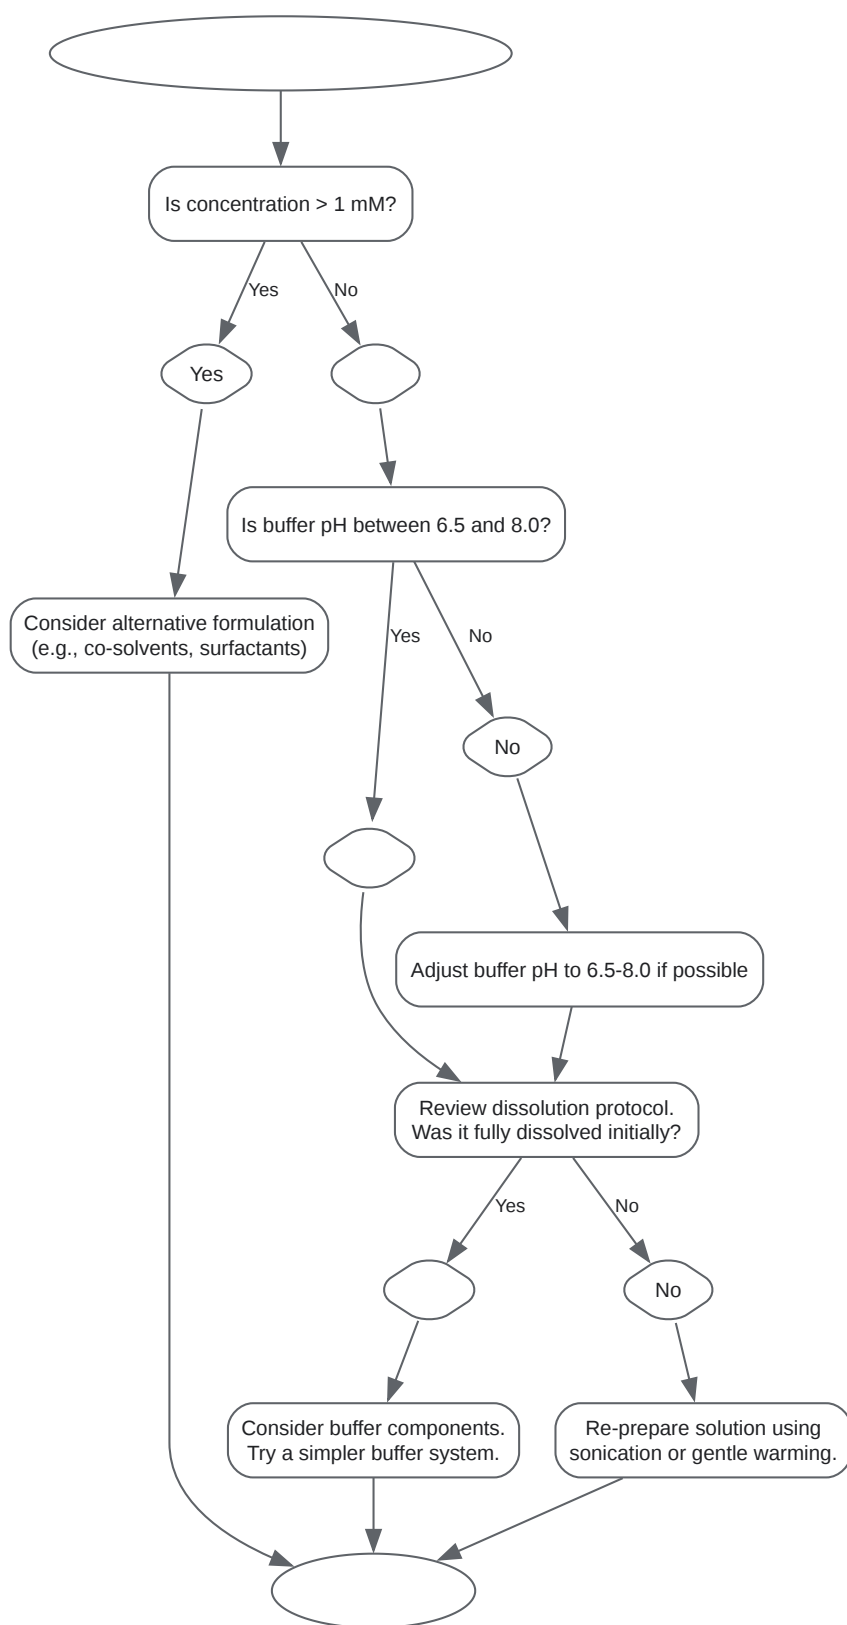 Is concentration > 1 mM?
Yes
No
Yes
Is buffer pH between 6.5 and 8.0?
Consider alternative formulation
(e.g., co-solvents, surfactants)
Yes
No
No
Adjust buffer pH to 6.5-8.0 if possible
Review dissolution protocol.
Was it fully dissolved initially?
Yes
No
No
Consider buffer components.
Try a simpler buffer system.
Re-prepare solution using
sonication or gentle warming.